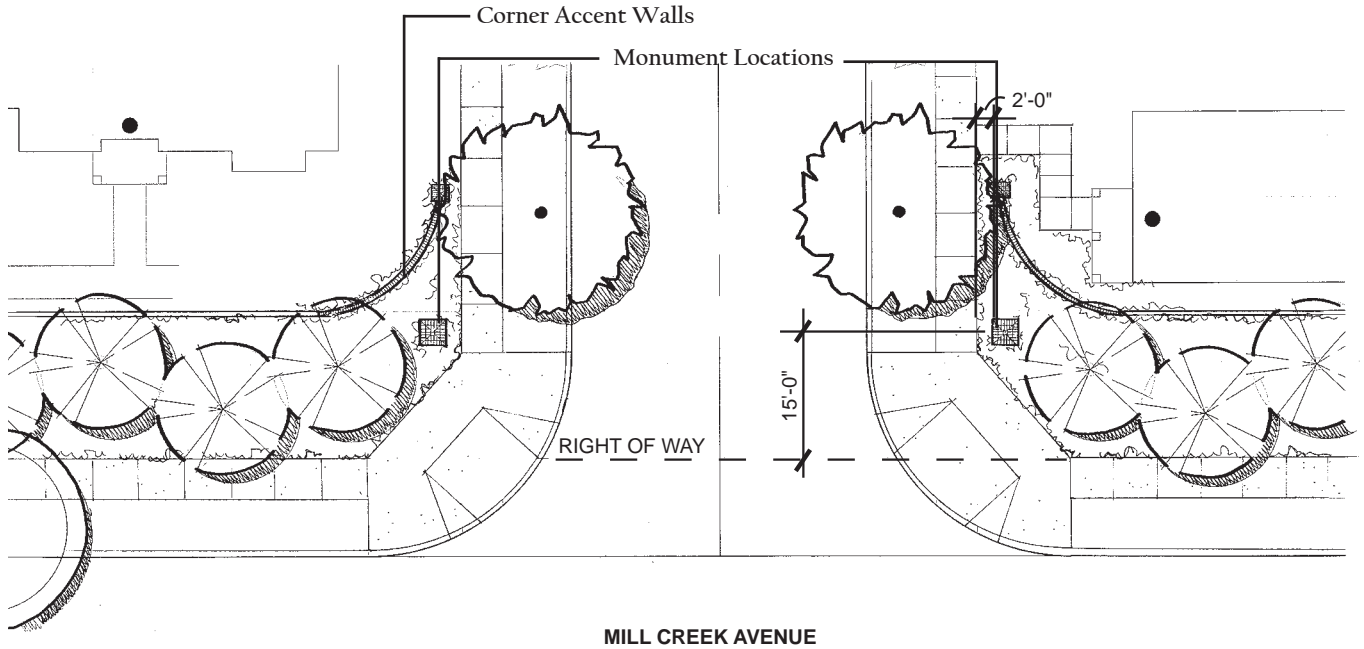 Corner Accent Walls
Monument Locations
2'-0"
15'-0"
RIGHT OF WAY
MILL CREEK AVENUE